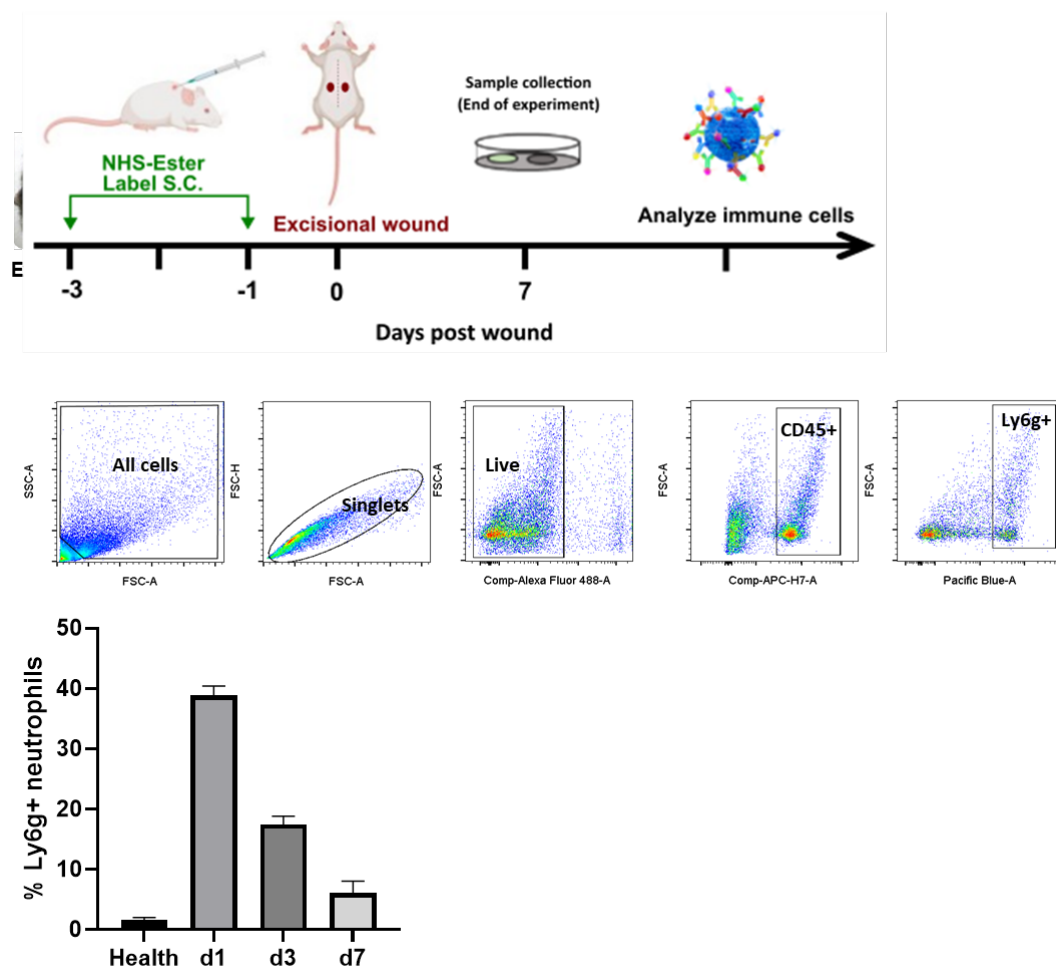 Sample collection
(End of experiment)
NHS-Ester
Label S.C.
Excisional wound
Analyze immune cells
E
-3
-1
0
7
Days post wound
SSC-A
All cells
FSC-A
FSC-H
Singlets
FSC-A
FSC-A
Live
Comp-Alexa Fluor 488-A
FSC-A
CD45+
Comp-APC-H7-A
FSC-A
Ly6g+
Pacific Blue-A
% Ly6g+ neutrophils
50
40
30
20
10
0
Health
d1
d3
d7